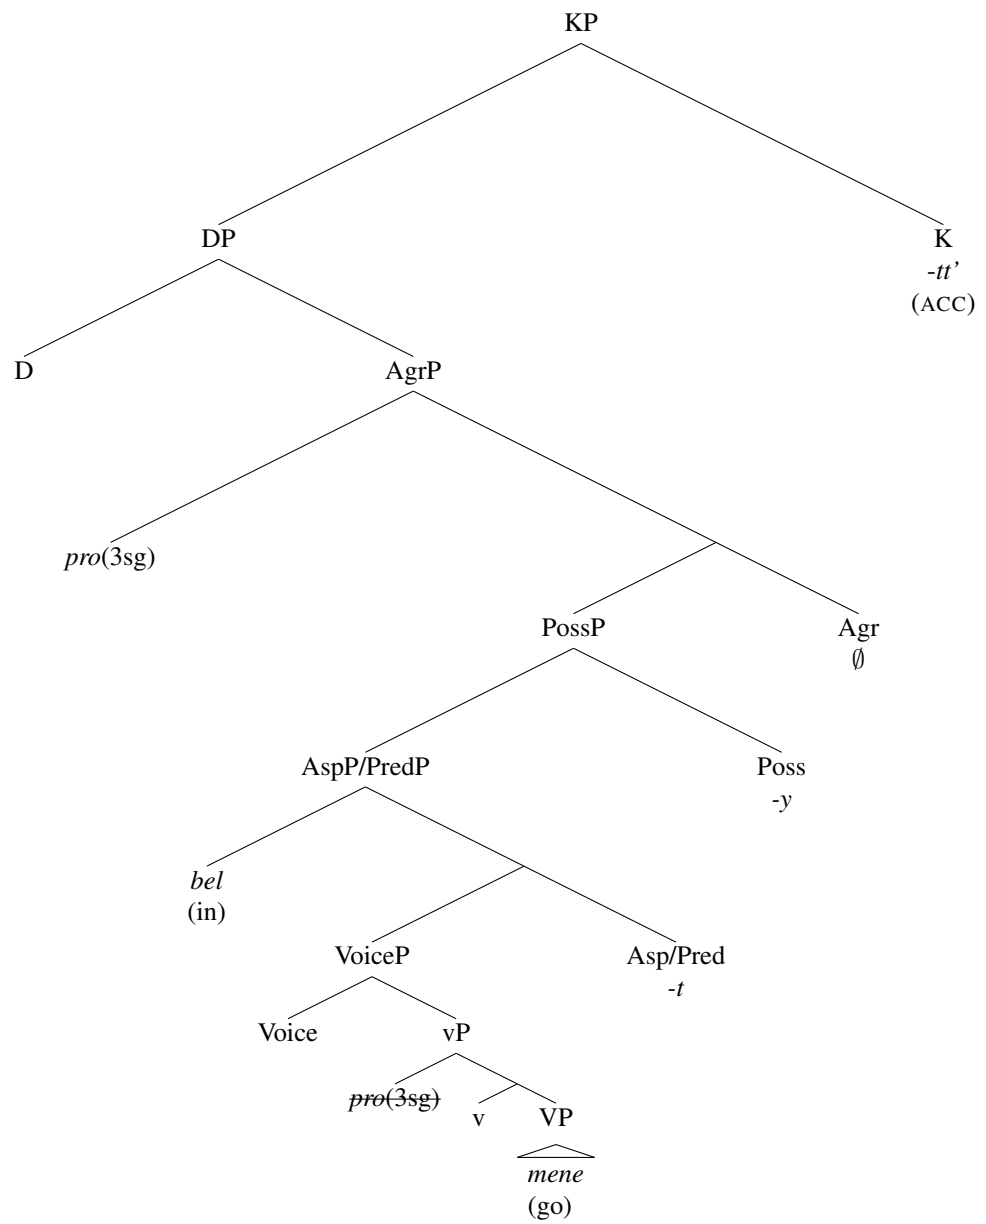 KP
DP
K
-tt’
(ACC)
D
AgrP
pro(3sg)
PossP
Agr
∅
AspP/PredP
Poss
-y
bel
(in)
VoiceP
Asp/Pred
-t
Voice
vP
pro(3sg)
v
VP
mene
(go)